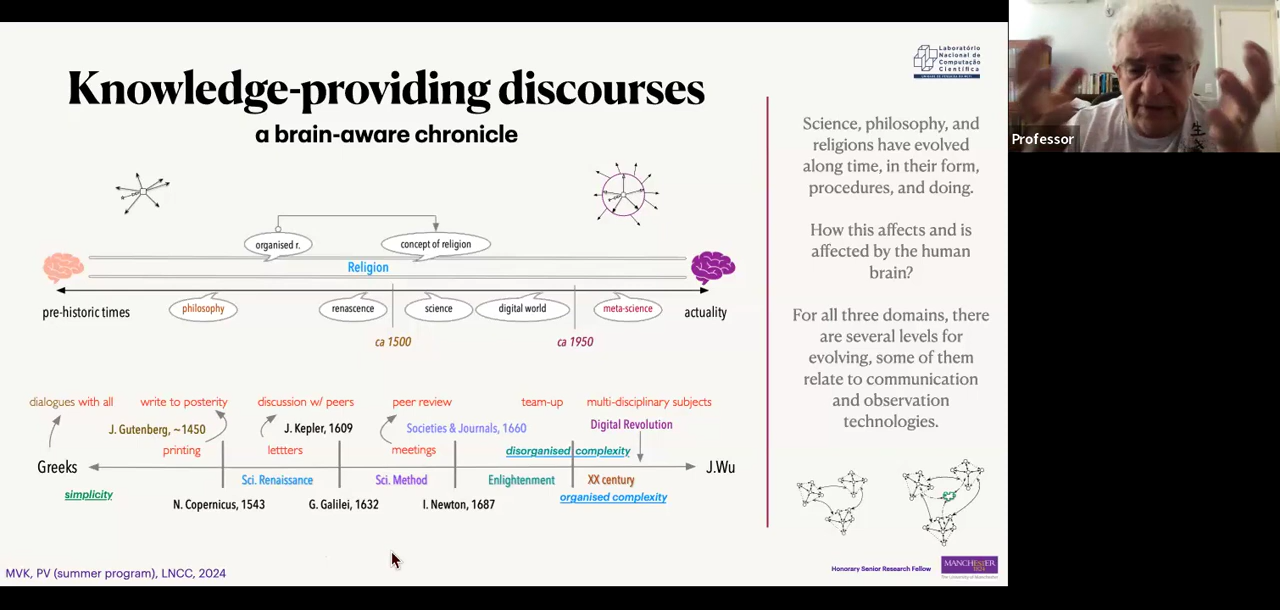 Knowledge-providing discourses
a brain-aware chronicle
Laboratório
Nacional de
Computação
Científica
Professor
Science, philosophy, and
religions have evolved
along time, in their form,
procedures, and doing.
How this affects and is
affected by the human
brain?
For all three domains, there
are several levels for
evolving, some of them
relate to communication
and observation
technologies.
organised r.
concept of religion
Religion
pre-historic times
philosophy
renascence
science
digital world
meta-science
actuality
ca 1500
ca 1950
dialogues with all
write to posterity
discussion w/ peers
peer review
team-up
multi-disciplinary subjects
J. Gutenberg, ~1450
J. Kepler, 1609
Societies & Journals, 1660
Digital Revolution
printing
lettters
meetings
disorganised complexity
Greeks
J.Wu
simplicity
Sci. Renaissance
Sci. Method
Enlightenment
XX century
organised complexity
N. Copernicus, 1543
G. Galilei, 1632
I. Newton, 1687
MVK, PV (summer program), LNCC, 2024
Honorary Senior Research Fellow
MANCHESTER
1824
The University of Manchester